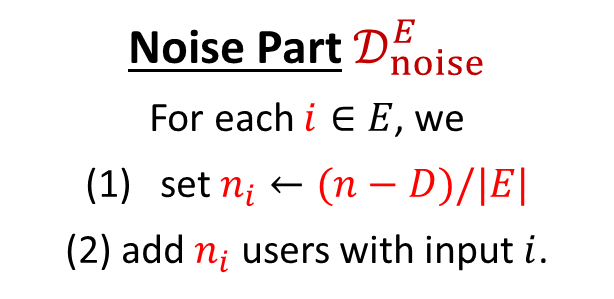 Noise Part 𝒟_noise^E
For each i ∈ E, we
(1) set n_i ← (n − D)/|E|
(2) add n_i users with input i.